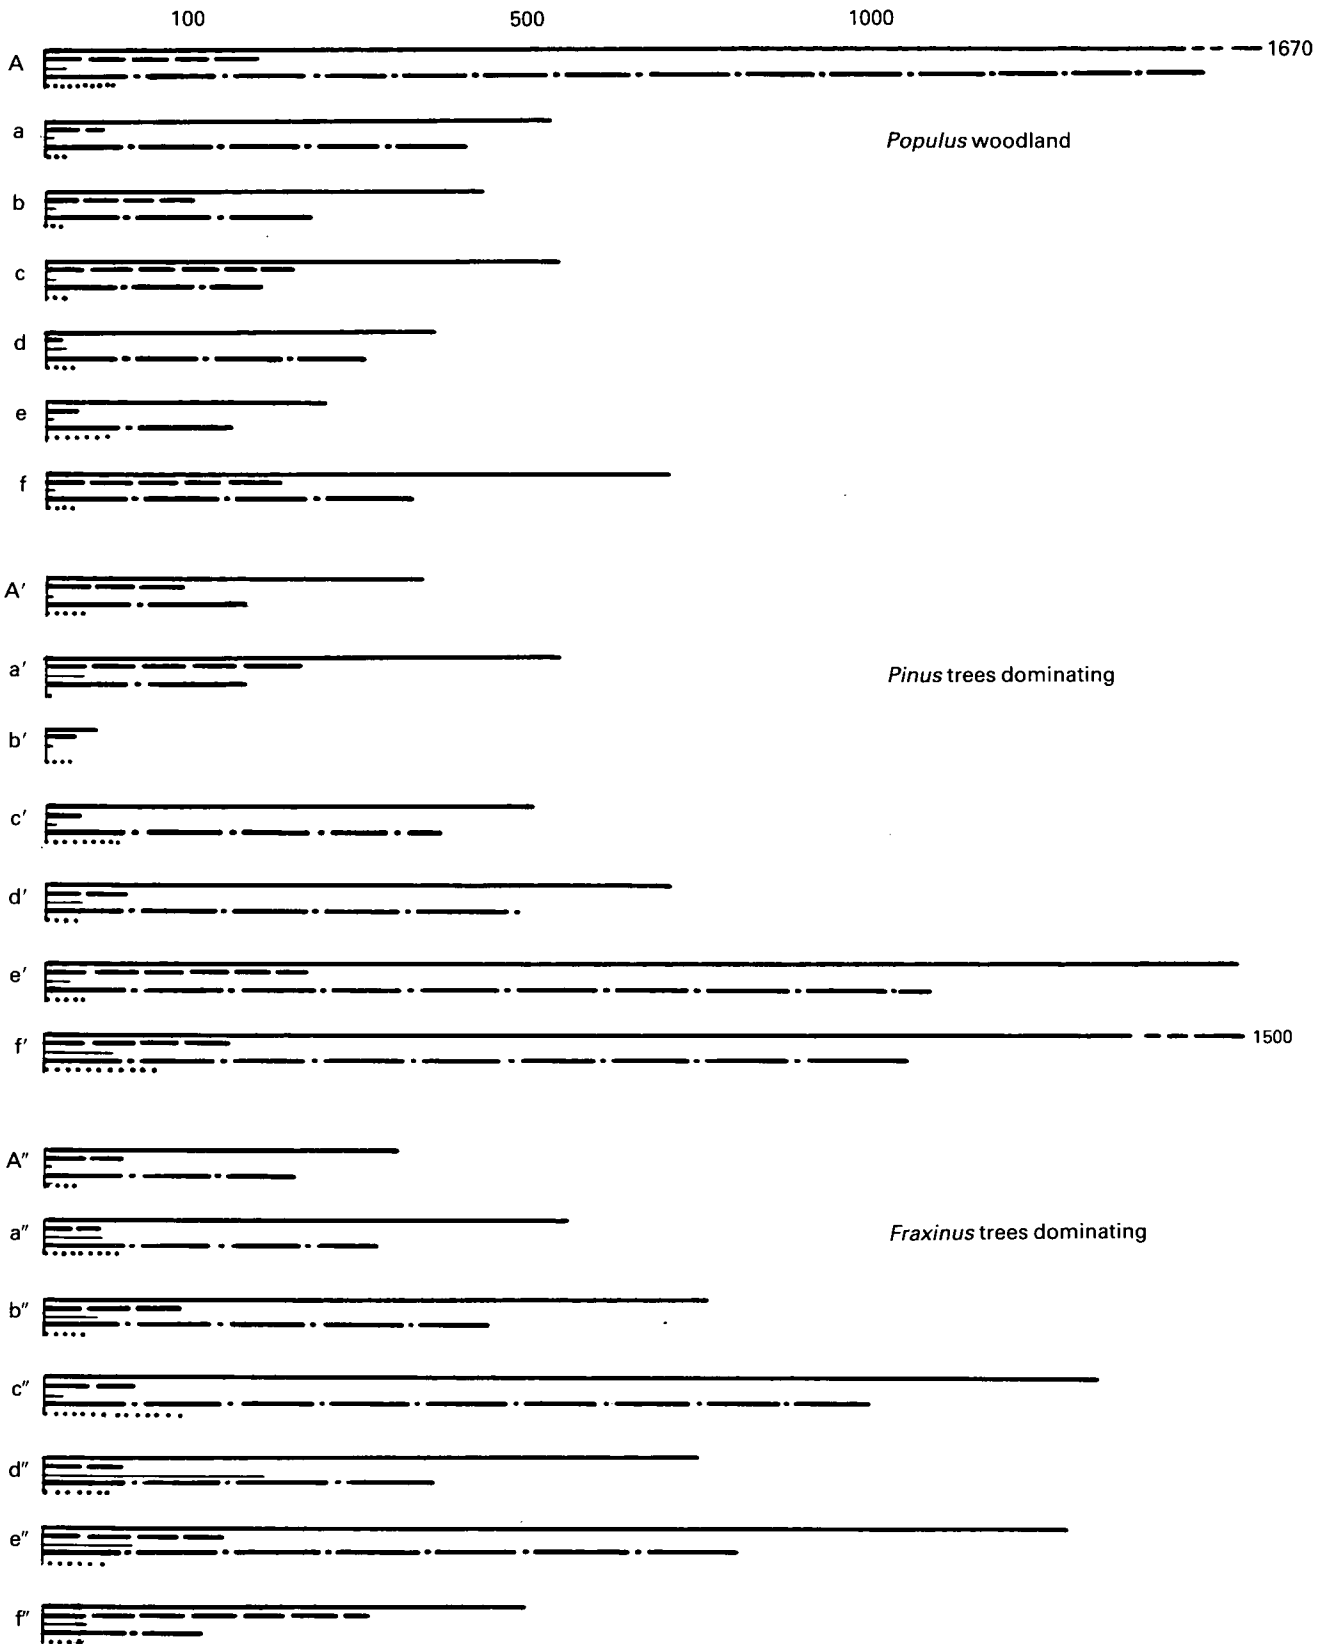 100 500 1000
A 1670
a
Populus woodland
b
c
d
e
f
A′
a′
Pinus trees dominating
b′
c′
d′
e′
f′ 1500
A″
a″
Fraxinus trees dominating
b″
c″
d″
e″
f″